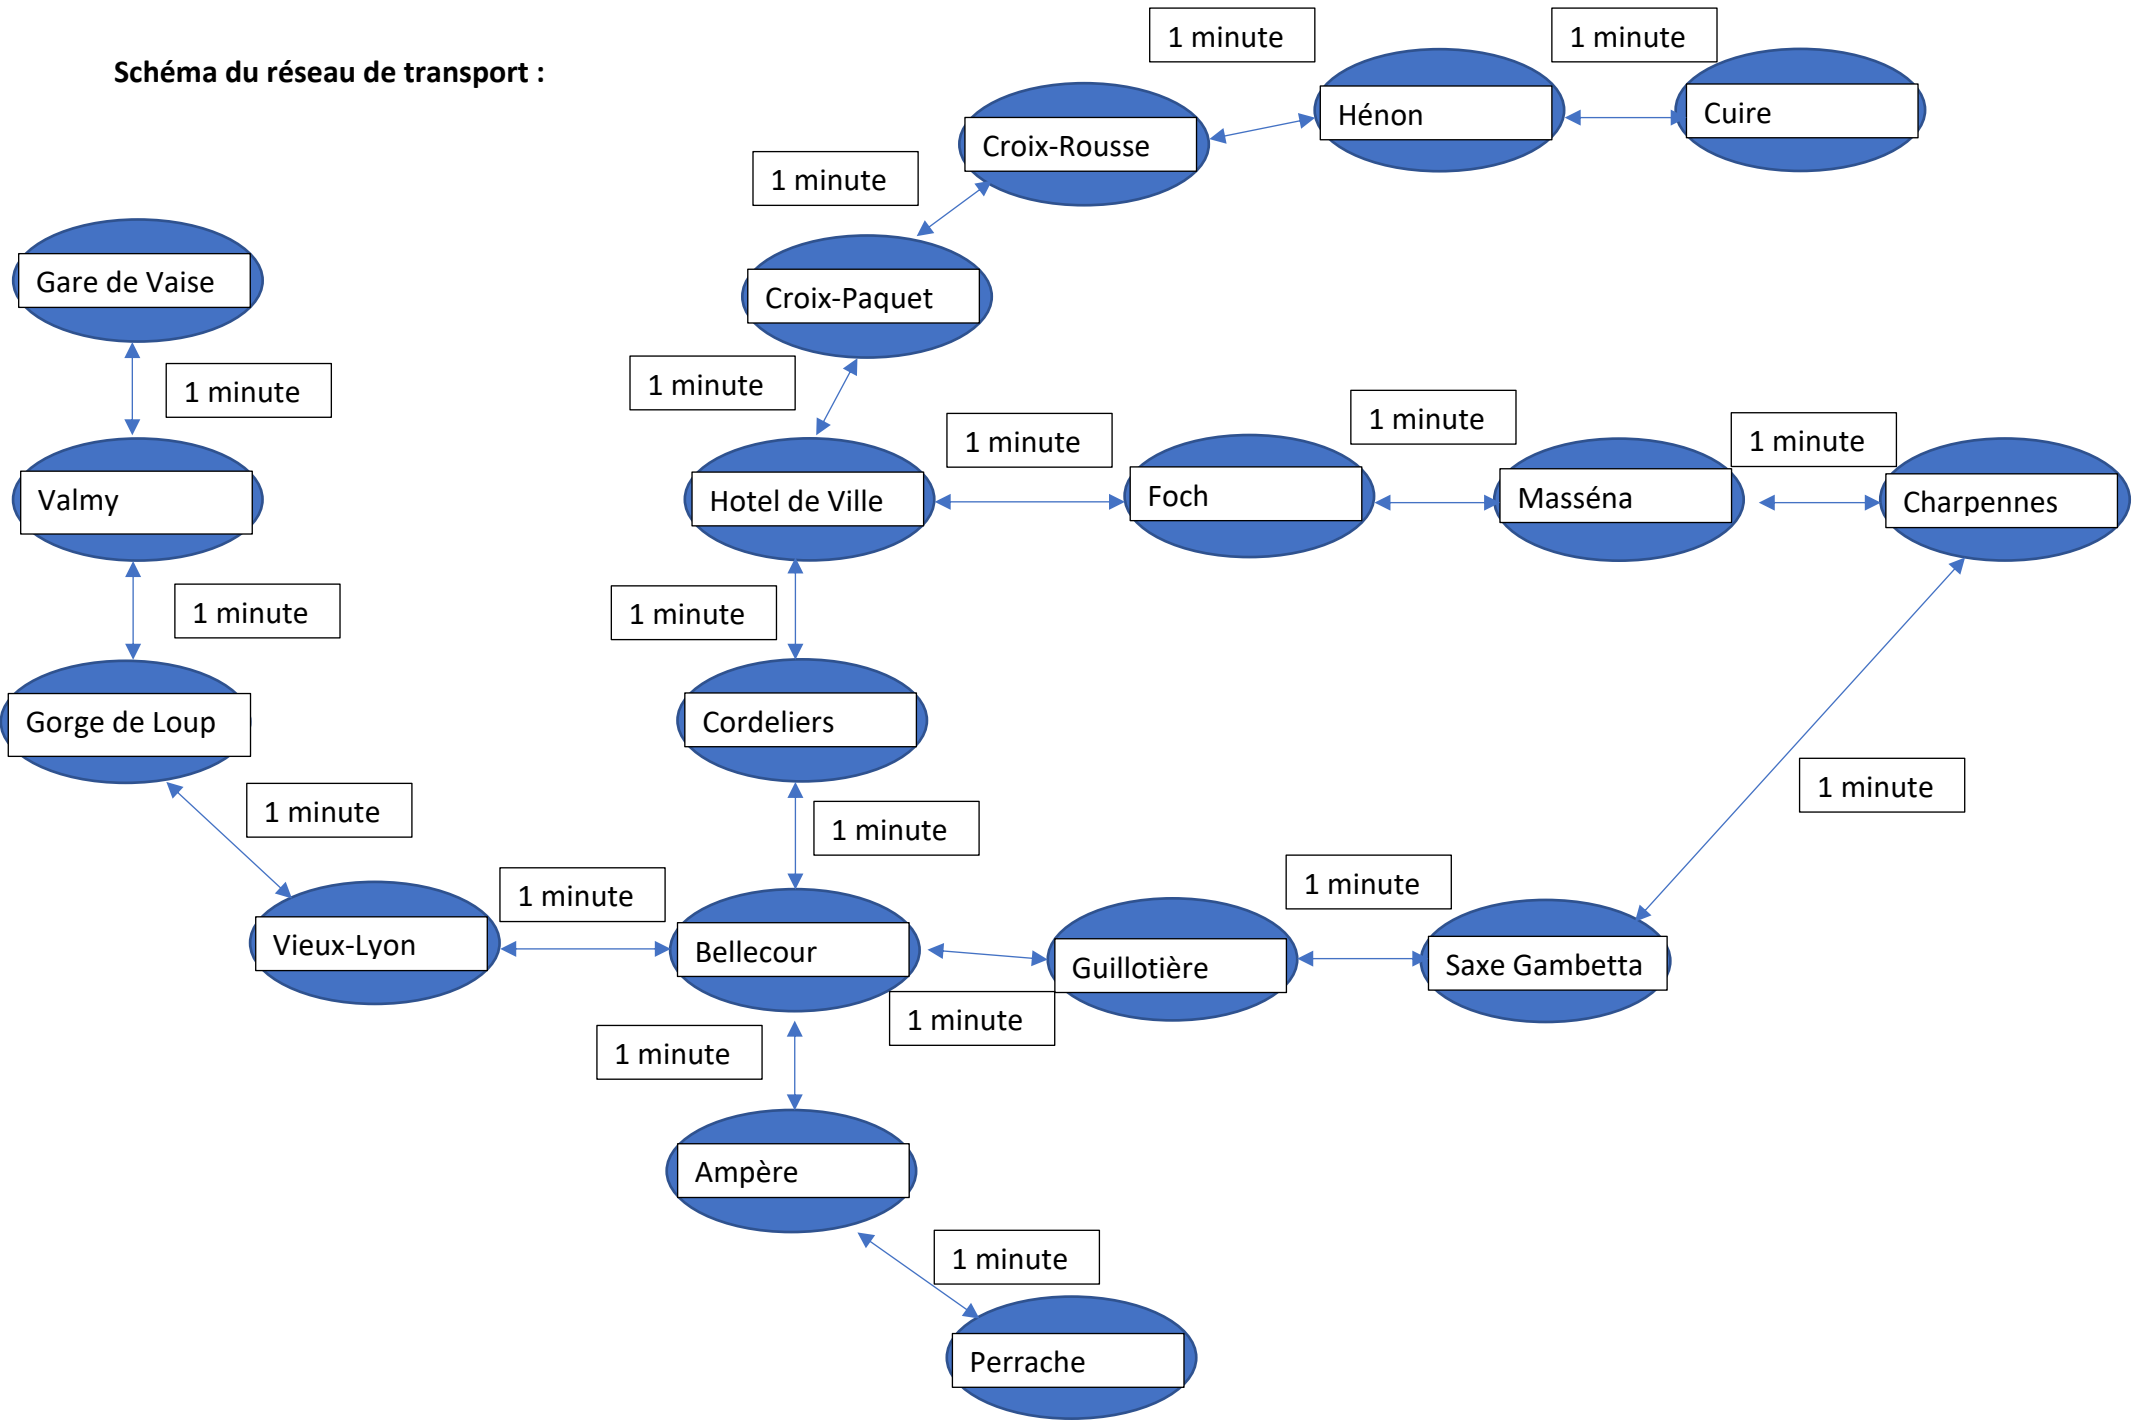 1 minute
1 minute
Schéma du réseau de transport :
Hénon
Cuire
Croix-Rousse
1 minute
Gare de Vaise
Croix-Paquet
1 minute
1 minute
1 minute
1 minute
1 minute
Valmy
Hotel de Ville
Foch
Masséna
Charpennes
1 minute
1 minute
Gorge de Loup
Cordeliers
1 minute
1 minute
1 minute
1 minute
1 minute
Vieux-Lyon
Bellecour
Guillotière
Saxe Gambetta
1 minute
1 minute
Ampère
1 minute
Perrache